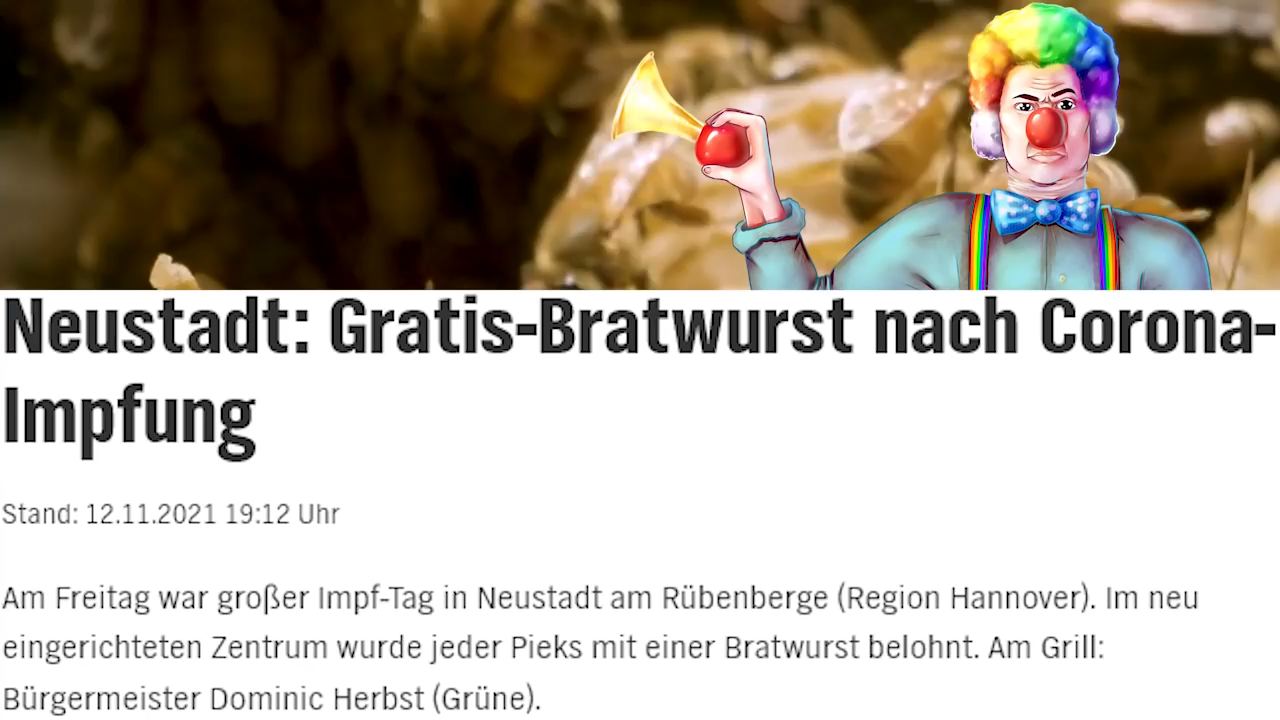 Neustadt: Gratis-Bratwurst nach Corona-
Impfung
Stand: 12.11.2021 19:12 Uhr
Am Freitag war großer Impf-Tag in Neustadt am Rübenberge (Region Hannover). Im neu
eingerichteten Zentrum wurde jeder Pieks mit einer Bratwurst belohnt. Am Grill:
Bürgermeister Dominic Herbst (Grüne).